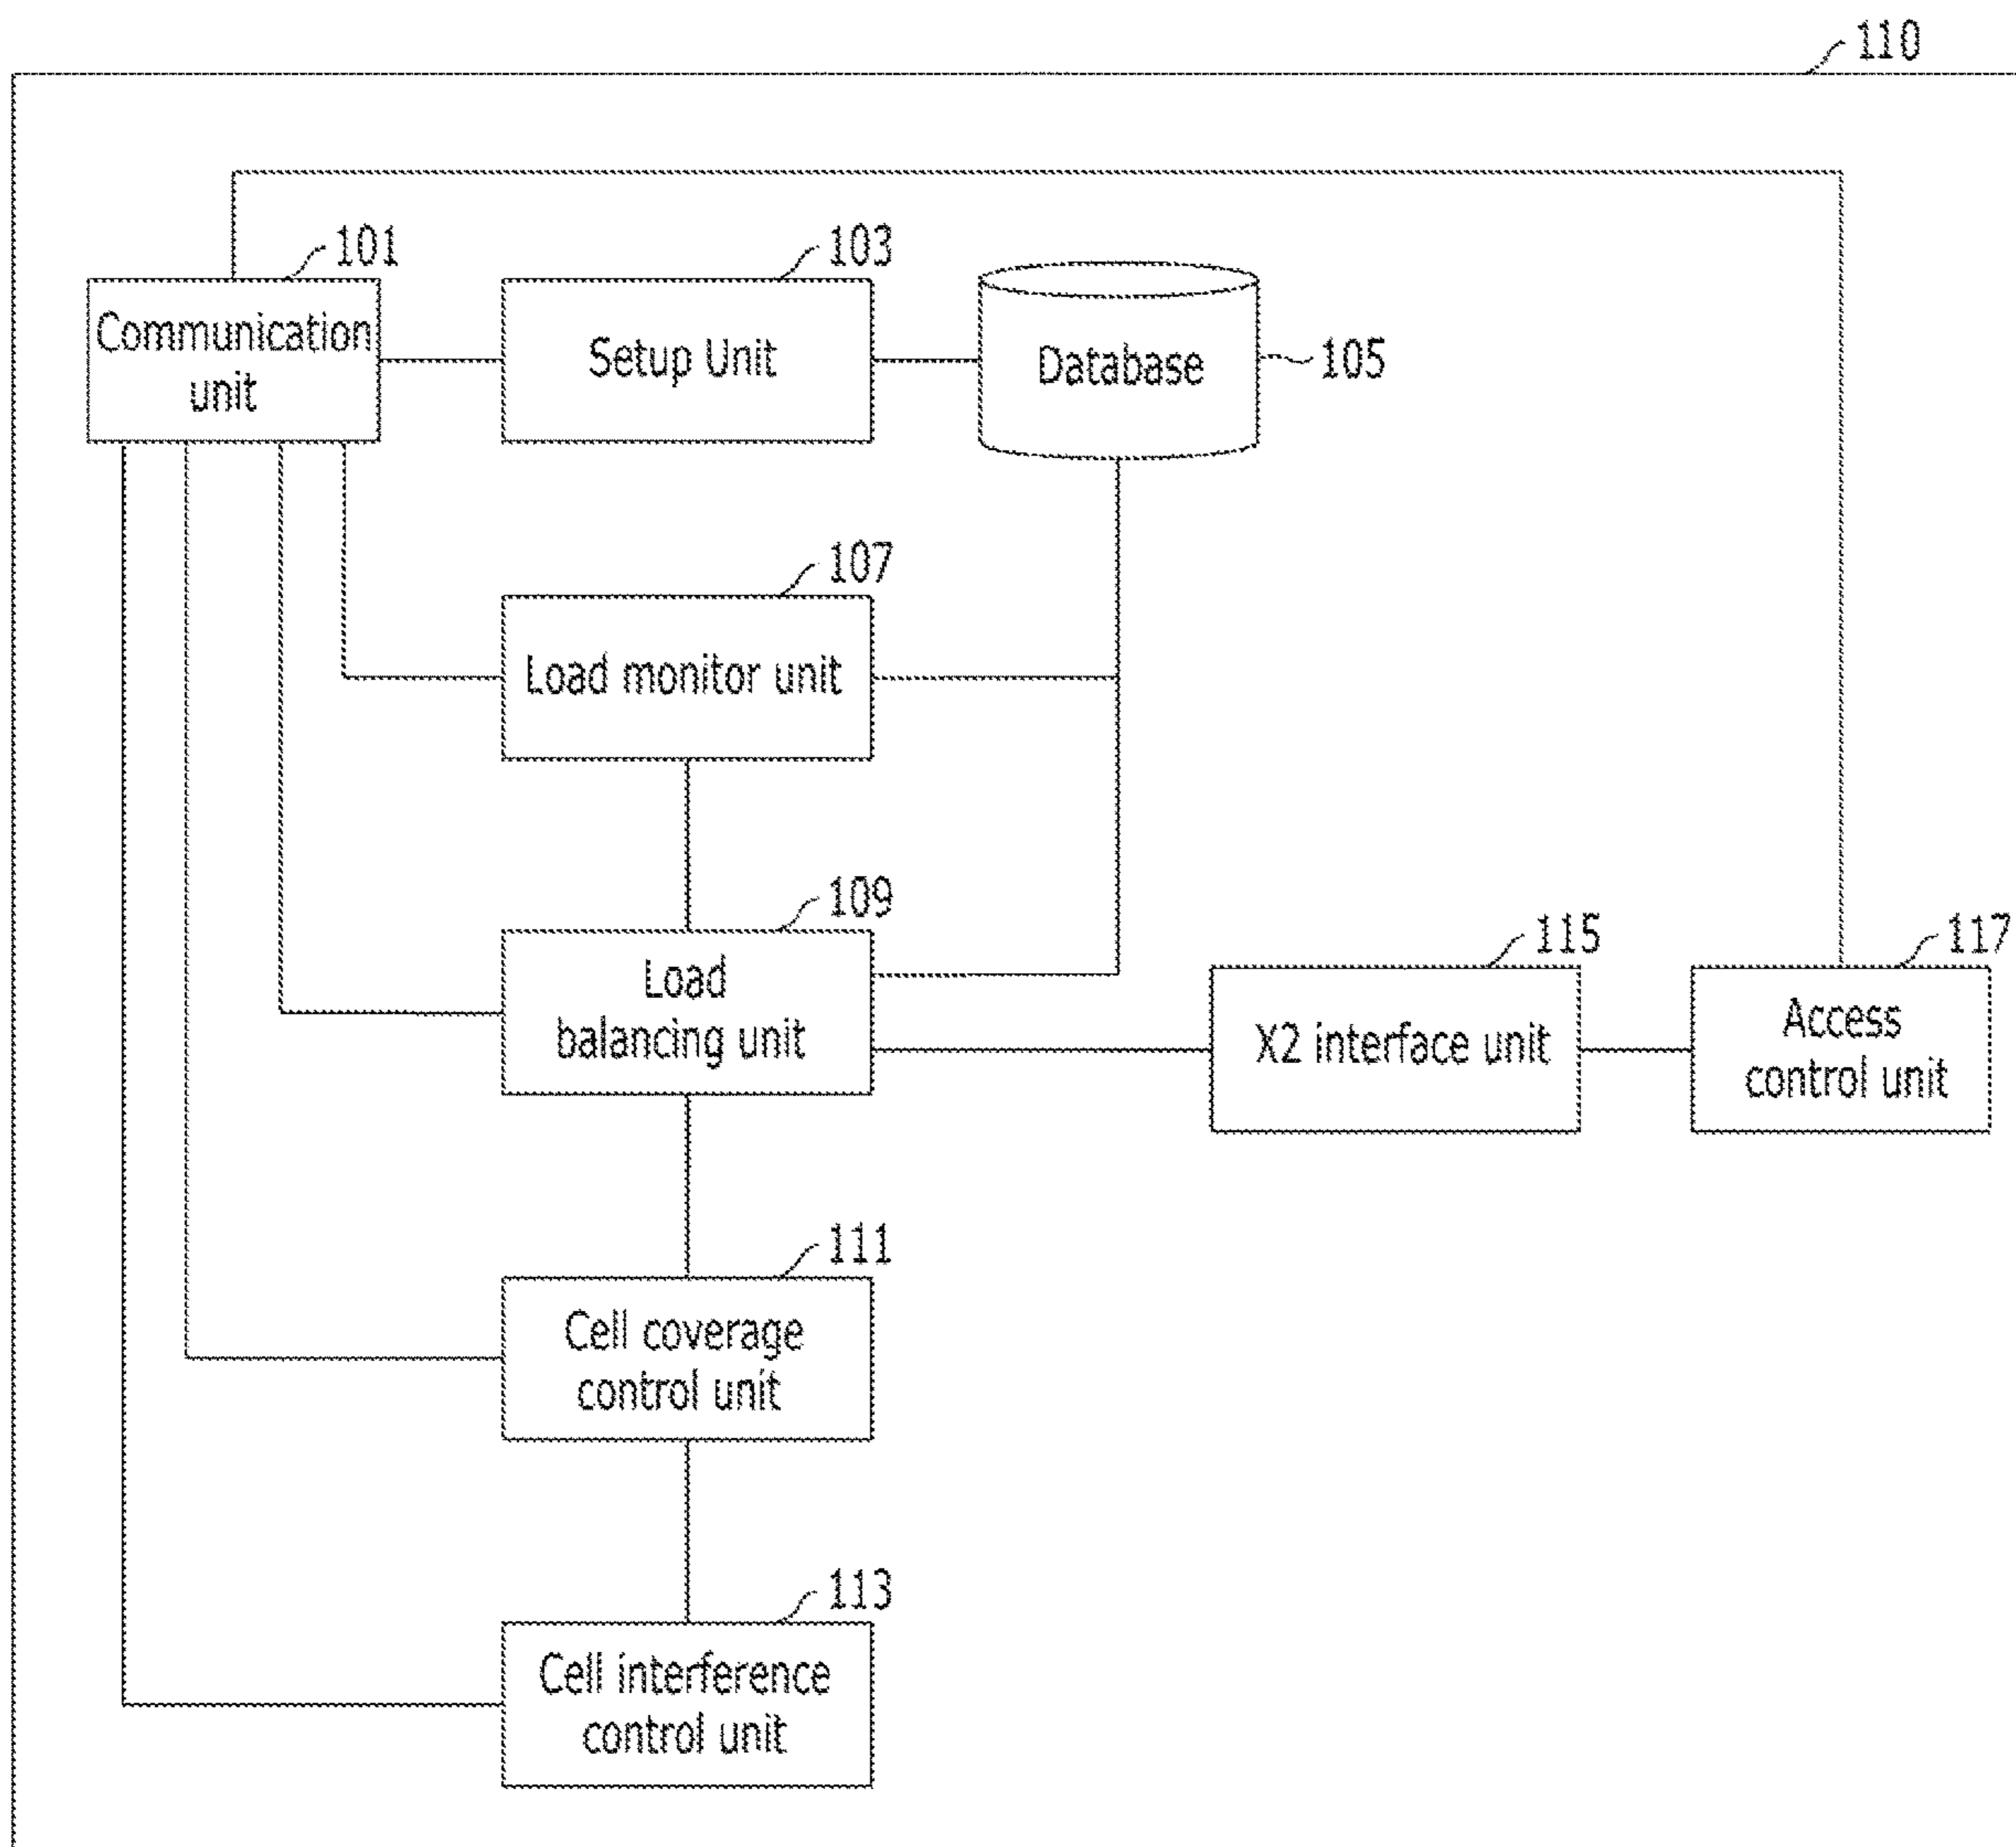 110
101
Communication
unit
103
Setup Unit
Database
105
107
Load monitor unit
109
Load
balancing unit
115
X2 interface unit
117
Access
control unit
111
Cell coverage
control unit
113
Cell interference
control unit